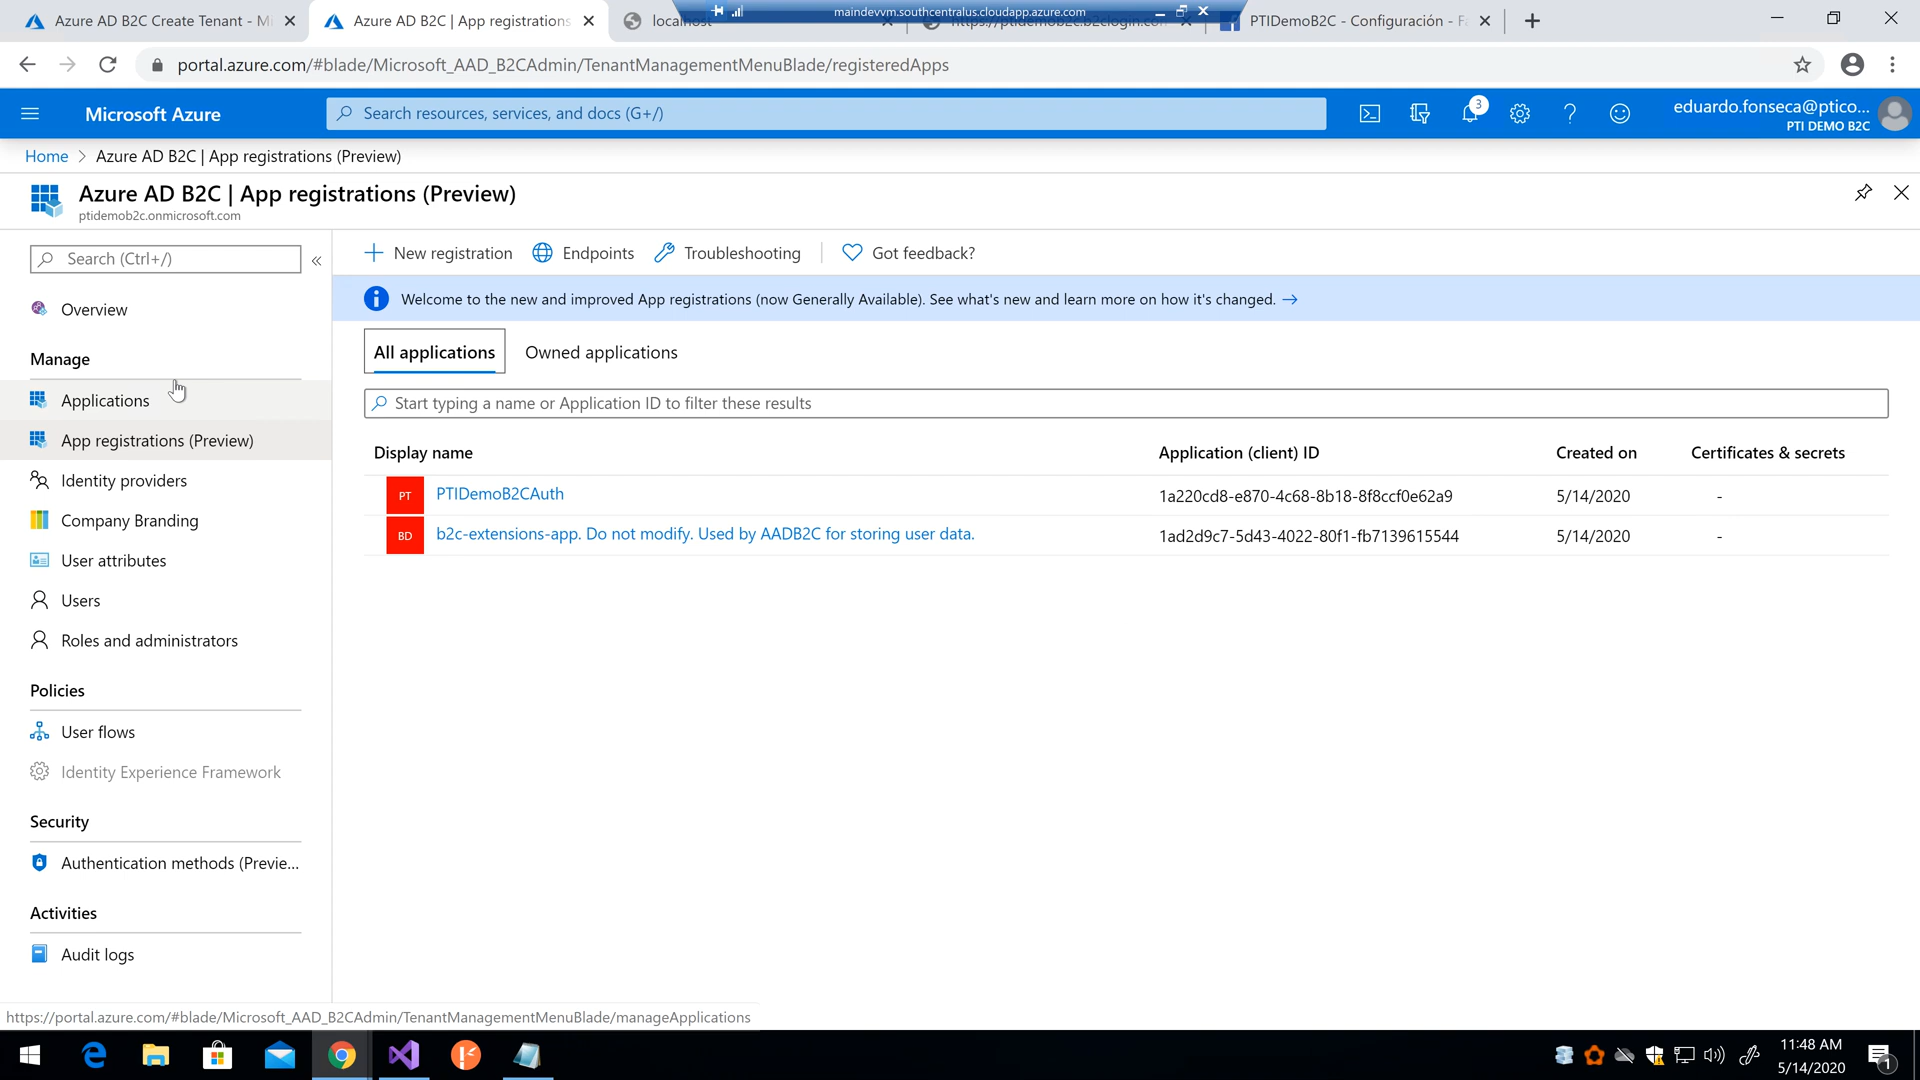 Azure AD B2C Create Tenant - Mi
Azure AD B2C | App registrations
localhost
maindevvm.southcentralus.cloudapp.azure.com
https://ptidemob2c.b2clogin.co
PTIDemoB2C - Configuración - F
portal.azure.com/#blade/Microsoft_AAD_B2CAdmin/TenantManagementMenuBlade/registeredApps
Microsoft Azure
Search resources, services, and docs (G+/)
3
eduardo.fonseca@ptico...
PTI DEMO B2C
Home > Azure AD B2C | App registrations (Preview)
Azure AD B2C | App registrations (Preview)
ptidemob2c.onmicrosoft.com
Search (Ctrl+/)
«
Overview
Manage
Applications
App registrations (Preview)
Identity providers
Company Branding
User attributes
Users
Roles and administrators
Policies
User flows
Identity Experience Framework
Security
Authentication methods (Previe...
Activities
Audit logs
New registration
Endpoints
Troubleshooting
Got feedback?
Welcome to the new and improved App registrations (now Generally Available). See what's new and learn more on how it's changed. →
All applications
Owned applications
Start typing a name or Application ID to filter these results
Display name Application (client) ID Created on Certificates & secrets
PT PTIDemoB2CAuth 1a220cd8-e870-4c68-8b18-8f8ccf0e62a9 5/14/2020 -
BD b2c-extensions-app. Do not modify. Used by AADB2C for storing user data. 1ad2d9c7-5d43-4022-80f1-fb7139615544 5/14/2020 -
https://portal.azure.com/#blade/Microsoft_AAD_B2CAdmin/TenantManagementMenuBlade/manageApplications
11:48 AM
5/14/2020
1